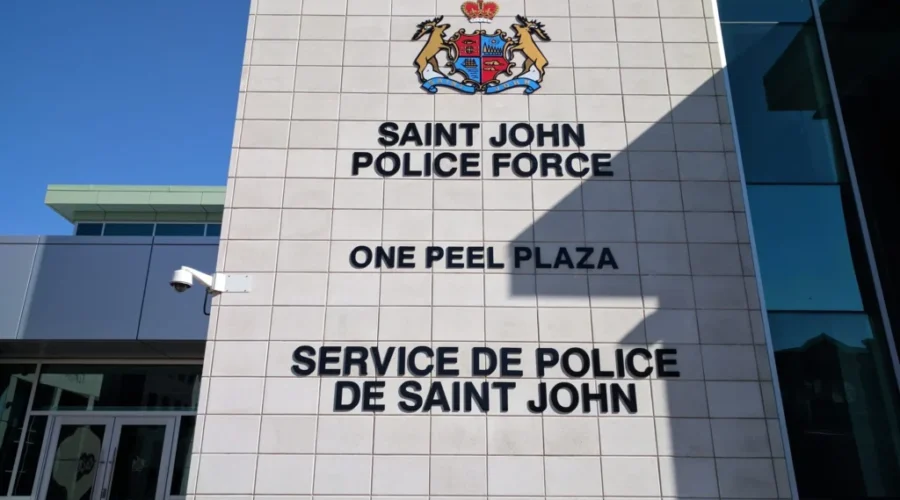 SAINT JOHN
POLICE FORCE
ONE PEEL PLAZA
SERVICE DE POLICE
DE SAINT JOHN